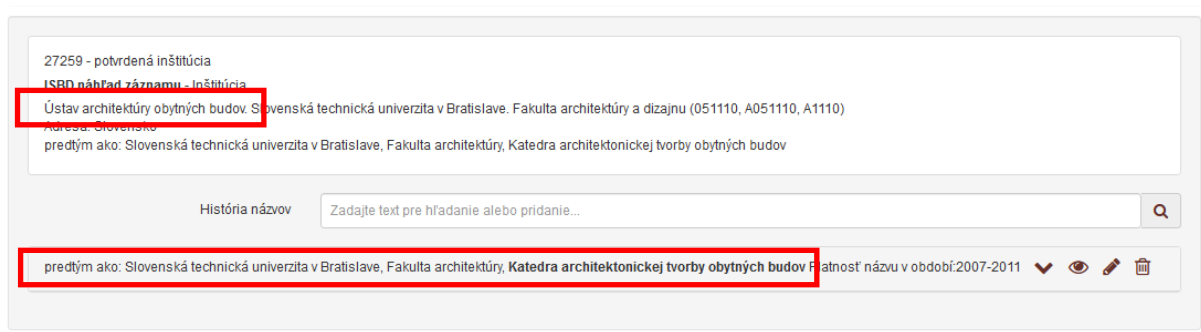 27259 - potvrdená inštitúcia
ISBD náhľad záznamu - Inštitúcia
Ústav architektúry obytných budov. Slovenská technická univerzita v Bratislave. Fakulta architektúry a dizajnu (051110, A051110, A1110)
Adresa: Slovensko
predtým ako: Slovenská technická univerzita v Bratislave, Fakulta architektúry, Katedra architektonickej tvorby obytných budov
História názvov
Zadajte text pre hľadanie alebo pridanie...
predtým ako: Slovenská technická univerzita v Bratislave, Fakulta architektúry, Katedra architektonickej tvorby obytných budov Platnosť názvu v období:2007-2011